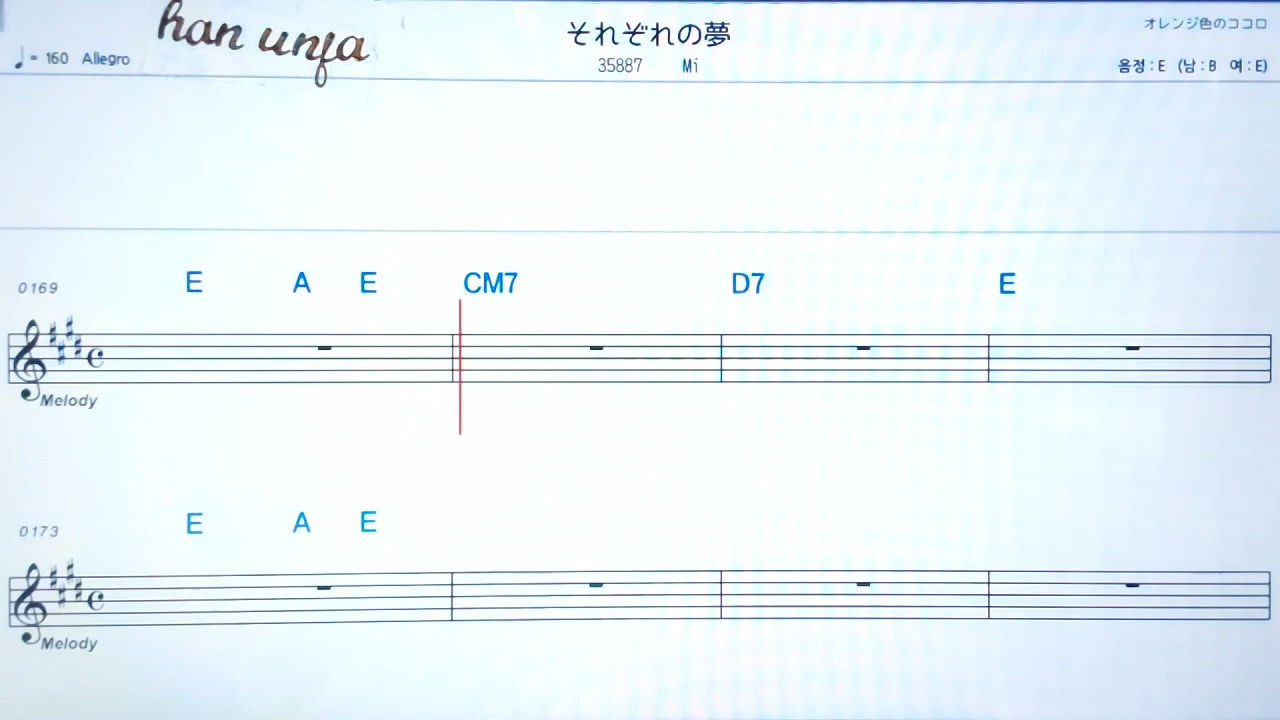 han unfa
それぞれの夢
オレンジ色のココロ
♩= 160 Allegro
35887 Mi
음정:E (남:B 여:E)
0169 E A E CM7 D7 E
Melody
0173 E A E
Melody